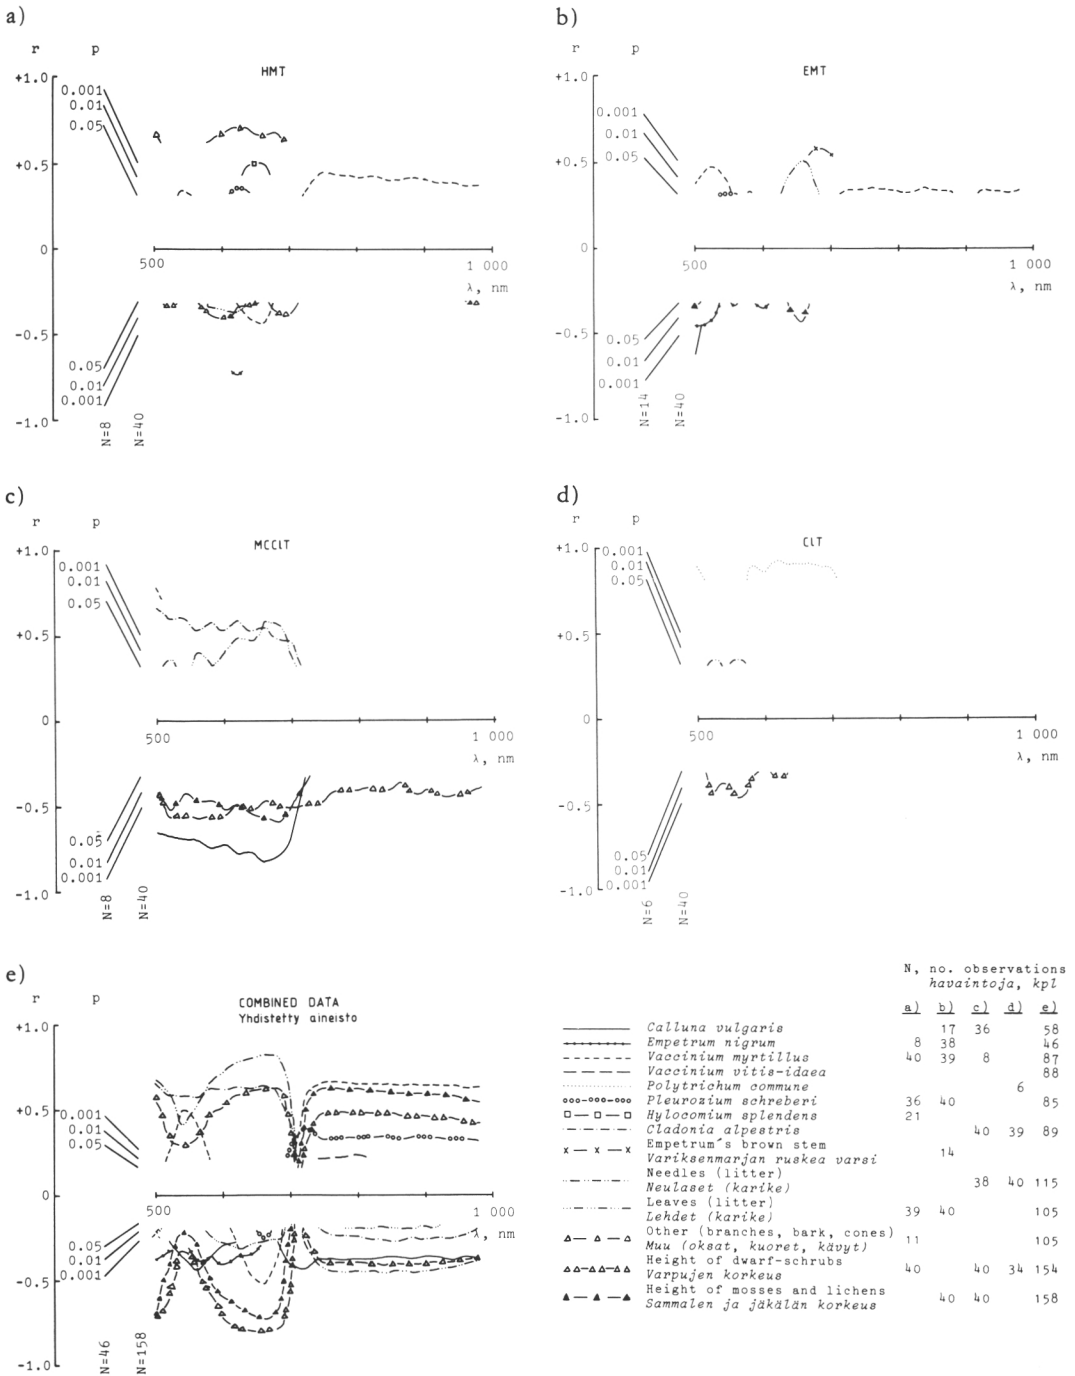 a)
r p
HMT
+1.0
0.001
0.01
0.05
+0.5
0
500
1 000
λ, nm
-0.5
0.05
0.01
0.001
-1.0
N=8
N=40
b)
r p
EMT
+1.0
0.001
0.01
0.05
+0.5
0
500
1 000
λ, nm
-0.5
0.05
0.01
0.001
-1.0
N=14
N=40
c)
r p
MCClT
+1.0
0.001
0.01
0.05
+0.5
0
500
1 000
λ, nm
-0.5
0.05
0.01
0.001
-1.0
N=8
N=40
d)
r p
ClT
+1.0
0.001
0.01
0.05
+0.5
0
500
1 000
λ, nm
-0.5
0.05
0.01
0.001
-1.0
N=6
N=40
e)
r p
COMBINED DATA
Yhdistetty aineisto
+1.0
+0.5
0.001
0.01
0.05
0
500
1 000
, nm
0.05
0.01
0.001
-0.5
-1.0
N=46
N=158
N, no. observations
havaintoja, kpl
a) b) c) d) e)
Calluna vulgaris 17 36 58
Empetrum nigrum 8 38 46
Vaccinium myrtillus 40 39 8 87
Vaccinium vitis-idaea 88
Polytrichum commune 6
Pleurozium schreberi 36 40 85
Hylocomium splendens 21
Cladonia alpestris 40 39 89
Empetrum´s brown stem
Variksenmarjan ruskea varsi 14
Needles (litter)
Neulaset (karike) 38 40 115
Leaves (litter)
Lehdet (karike) 39 40 105
Other (branches, bark, cones)
Muu (oksat, kuoret, kävyt) 11 105
Height of dwarf-schrubs
Varpujen korkeus 40 40 34 154
Height of mosses and lichens
Sammalen ja jäkälän korkeus 40 40 158